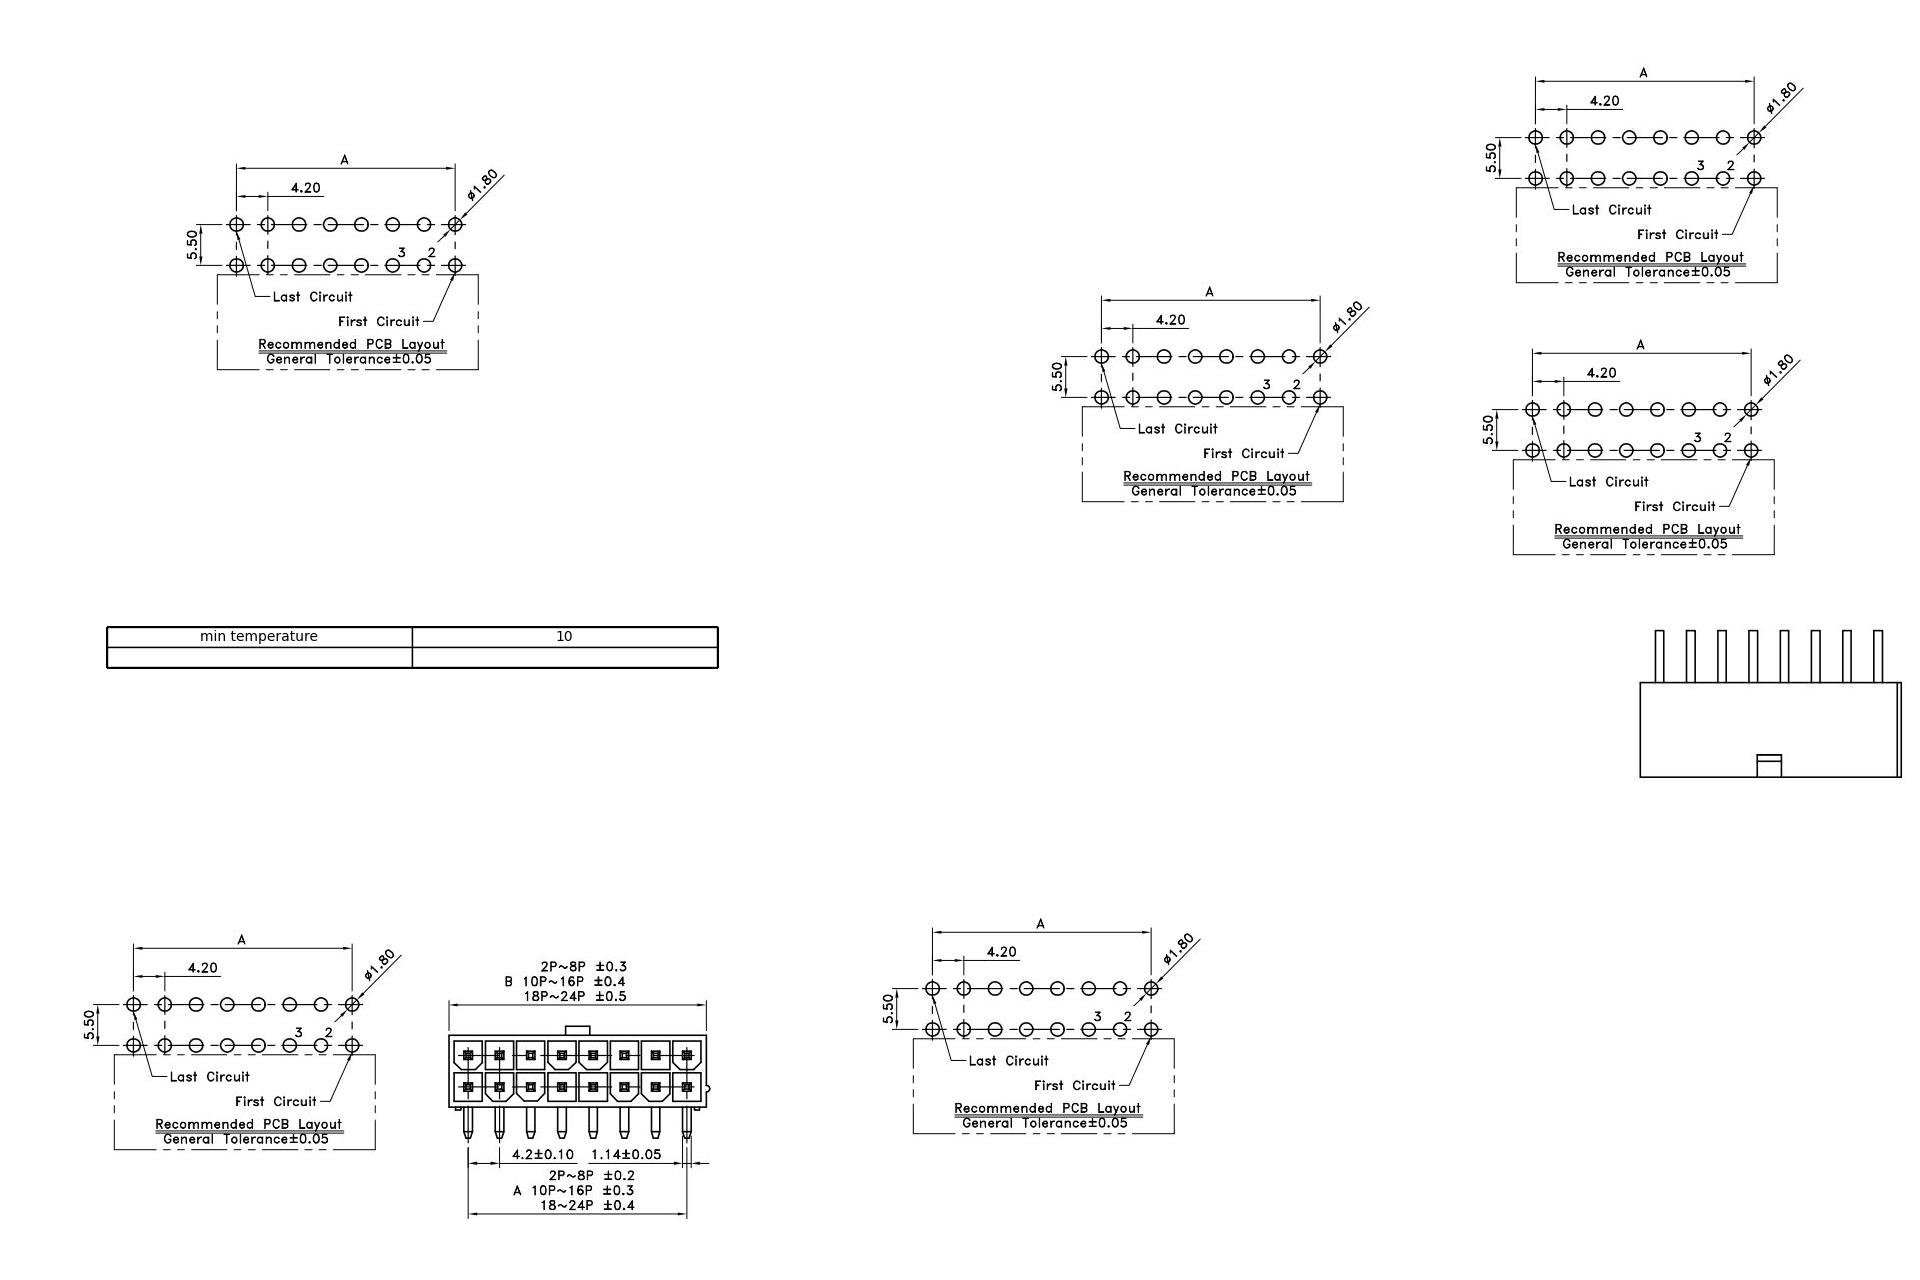 A
4.20
ø1.80
5.50
3 2
Last Circuit
First Circuit
Recommended PCB Layout
General Tolerance±0.05
A
4.20
ø1.80
5.50
3 2
Last Circuit
First Circuit
Recommended PCB Layout
General Tolerance±0.05
A
4.20
ø1.80
5.50
3 2
Last Circuit
First Circuit
Recommended PCB Layout
General Tolerance±0.05
A
4.20
ø1.80
5.50
3 2
Last Circuit
First Circuit
Recommended PCB Layout
General Tolerance±0.05
min temperature 10
A
4.20
ø1.80
5.50
3 2
Last Circuit
First Circuit
Recommended PCB Layout
General Tolerance±0.05
2P~8P ±0.3
B 10P~16P ±0.4
18P~24P ±0.5
4.2±0.10 1.14±0.05
2P~8P ±0.2
A 10P~16P ±0.3
18~24P ±0.4
A
4.20
ø1.80
5.50
3 2
Last Circuit
First Circuit
Recommended PCB Layout
General Tolerance±0.05